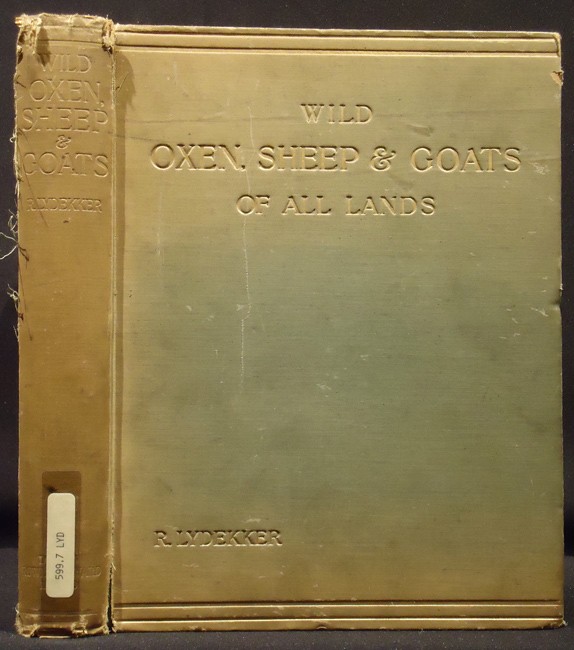 WILD
OXEN,
SHEEP
&
GOATS
R. LYDEKKER
599.7 LYD
WILD
OXEN, SHEEP & GOATS
OF ALL LANDS
R. LYDEKKER